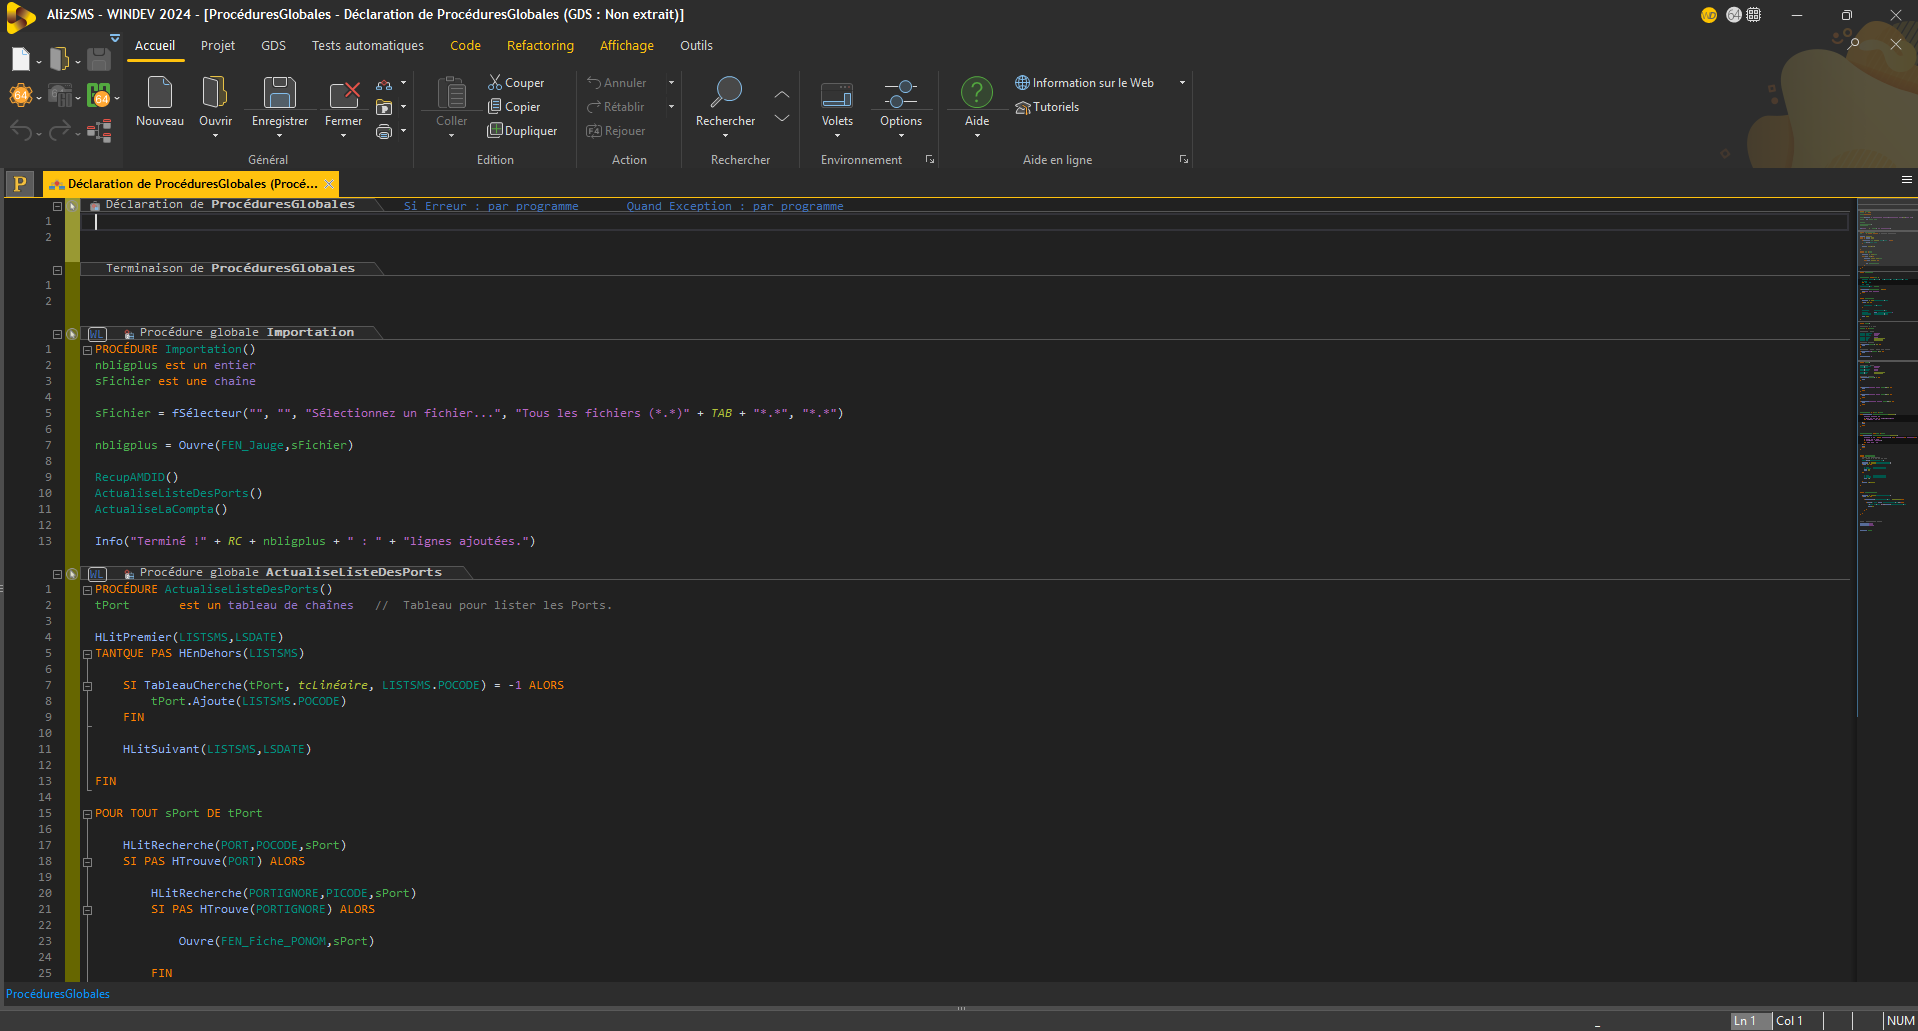 AlizSMS - WINDEV 2024 - [ProcéduresGlobales - Déclaration de ProcéduresGlobales (GDS : Non extrait)]
WD 64
Accueil Projet GDS Tests automatiques Code Refactoring Affichage Outils
64 64
Nouveau Ouvrir Enregistrer Fermer
Général
Coller Couper
Copier
Dupliquer
Edition
Annuler
Rétablir
F4 Rejouer
Action
Rechercher
Rechercher
Volets Options
Environnement
Aide
Information sur le Web
Tutoriels
Aide en ligne
P Déclaration de ProcéduresGlobales (Procé...
Déclaration de ProcéduresGlobales Si Erreur : par programme Quand Exception : par programme
1
2
Terminaison de ProcéduresGlobales
1
2
WL Procédure globale Importation
1 PROCÉDURE Importation()
2 nbligplus est un entier
3 sFichier est une chaîne
4
5 sFichier = fSélecteur("", "", "Sélectionnez un fichier...", "Tous les fichiers (*.*)" + TAB + "*.*", "*.*")
6
7 nbligplus = Ouvre(FEN_Jauge,sFichier)
8
9 RecupAMDID()
10 ActualiseListeDesPorts()
11 ActualiseLaCompta()
12
13 Info("Terminé !" + RC + nbligplus + " : " + "lignes ajoutées.")
WL Procédure globale ActualiseListeDesPorts
1 PROCÉDURE ActualiseListeDesPorts()
2 tPort est un tableau de chaînes // Tableau pour lister les Ports.
3
4 HLitPremier(LISTSMS,LSDATE)
5 TANTQUE PAS HEnDehors(LISTSMS)
6
7 SI TableauCherche(tPort, tcLinéaire, LISTSMS.POCODE) = -1 ALORS
8 tPort.Ajoute(LISTSMS.POCODE)
9 FIN
10
11 HLitSuivant(LISTSMS,LSDATE)
12
13 FIN
14
15 POUR TOUT sPort DE tPort
16
17 HLitRecherche(PORT,POCODE,sPort)
18 SI PAS HTrouve(PORT) ALORS
19
20 HLitRecherche(PORTIGNORE,PICODE,sPort)
21 SI PAS HTrouve(PORTIGNORE) ALORS
22
23 Ouvre(FEN_Fiche_PONOM,sPort)
24
25 FIN
ProcéduresGlobales
Ln 1 Col 1 NUM